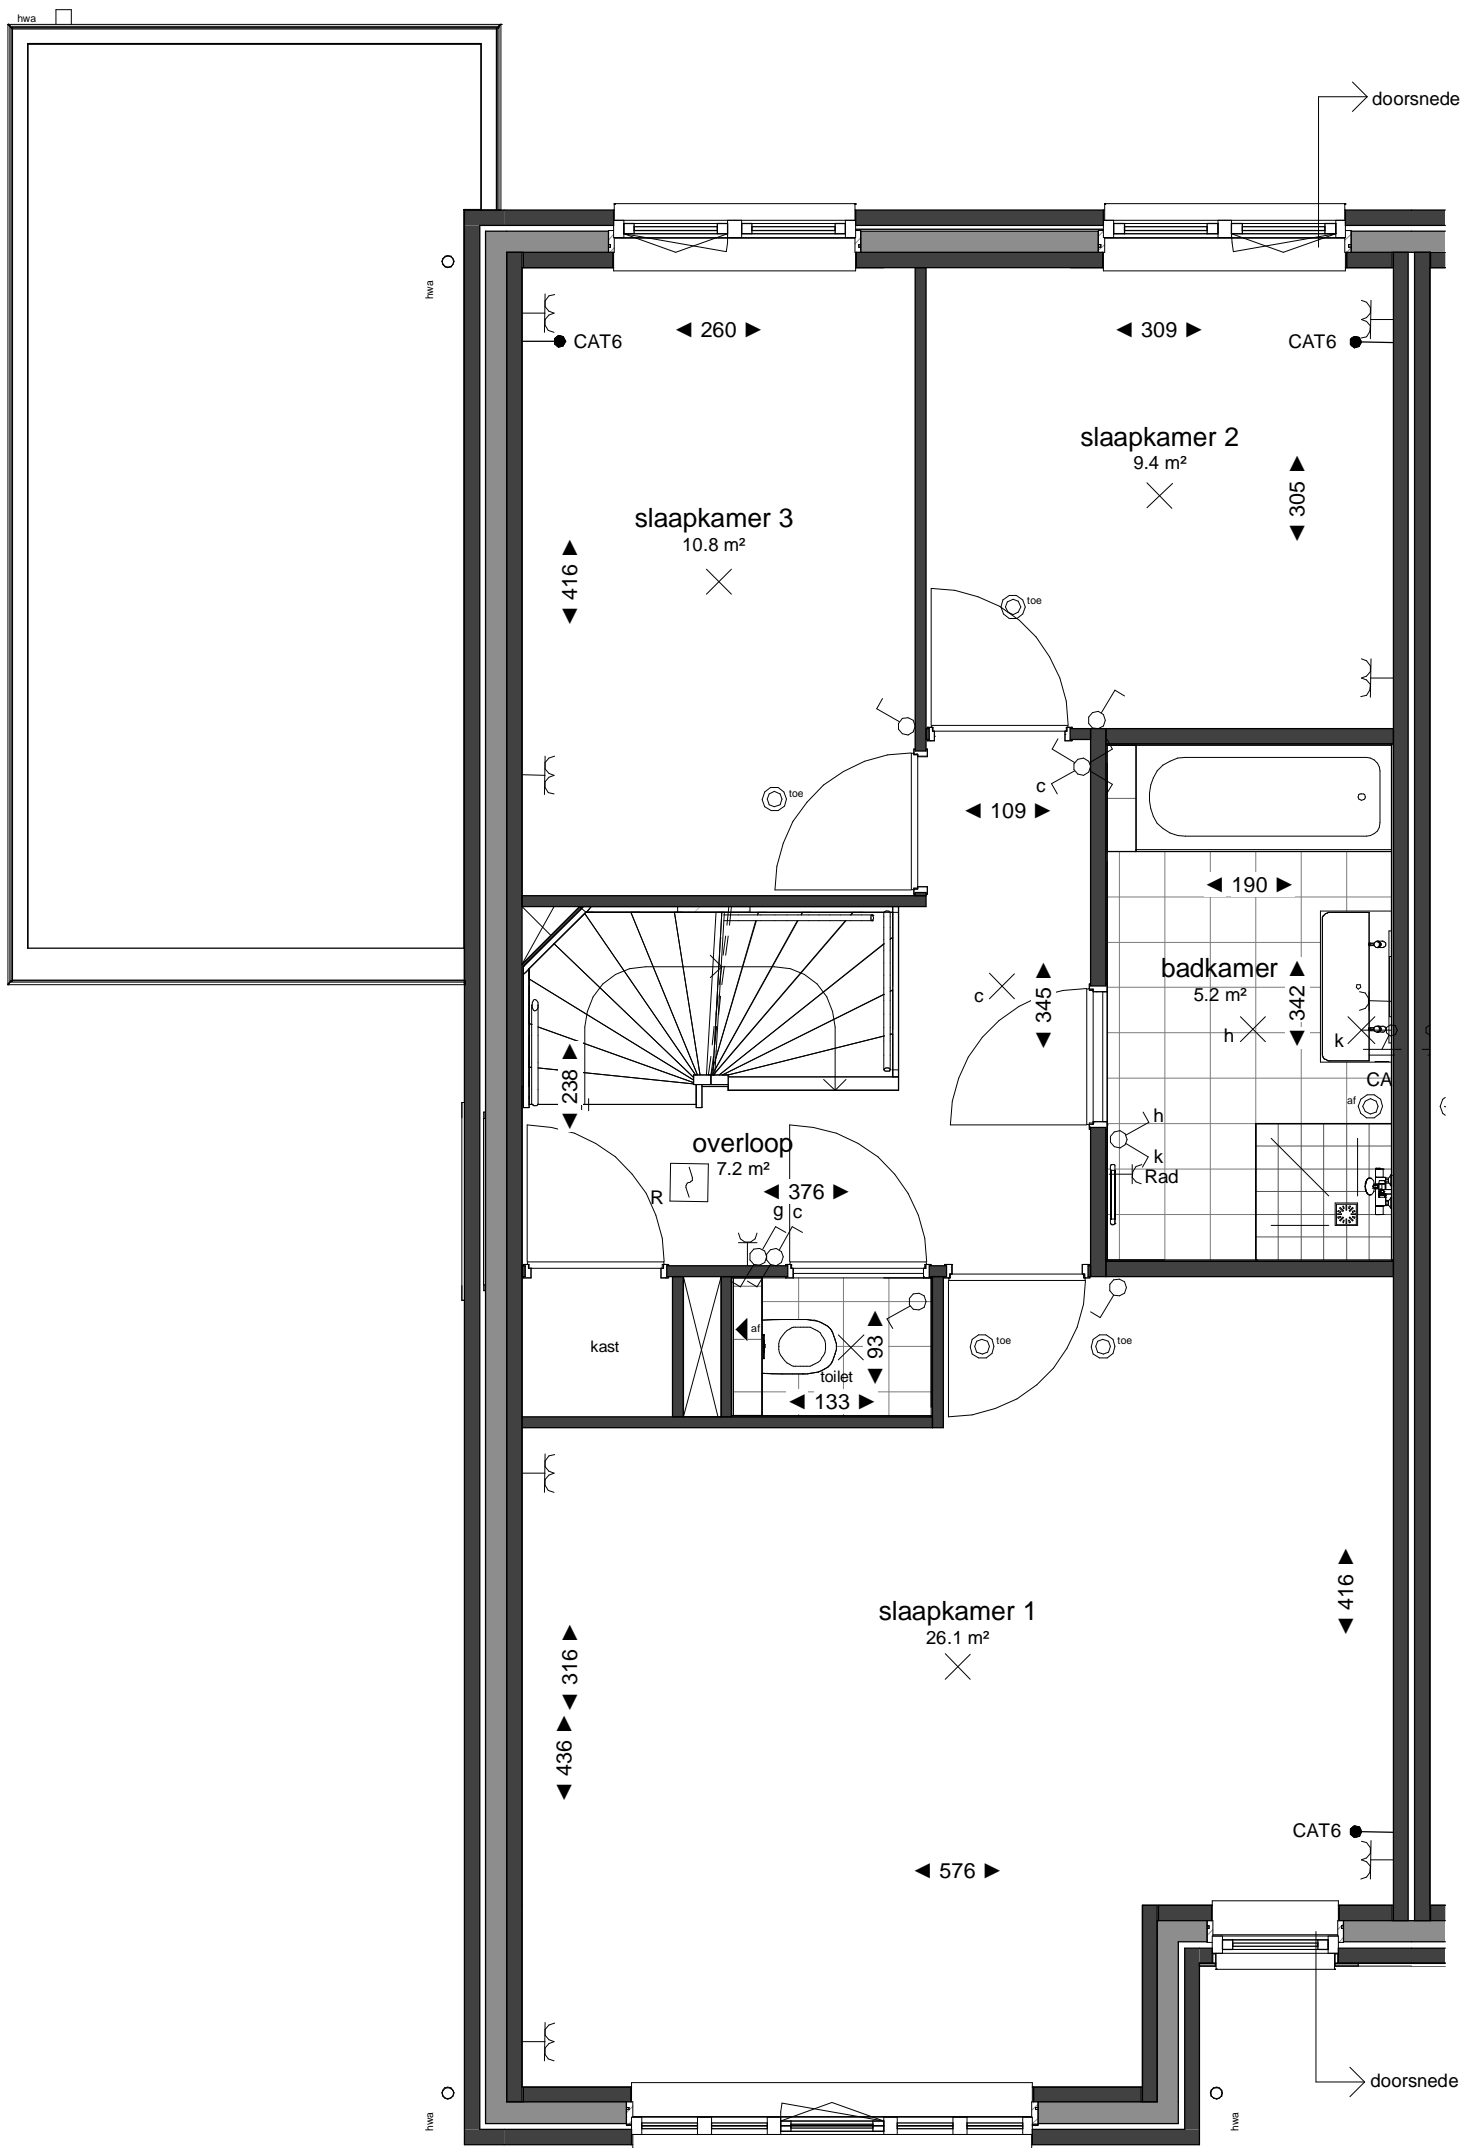 hwa
doorsnede
hwa
◄ 260 ►
◄ 309 ►
CAT6
CAT6
slaapkamer 2
9.4 m²
◄ 305 ►
slaapkamer 3
10.8 m²
◄ 416 ►
toe
toe
c
◄ 109 ►
◄ 190 ►
badkamer
5.2 m²
c
◄ 345 ►
◄ 342 ►
h
k
◄ 238 ►
CA
af
overloop
7.2 m²
h
k
Rad
R
◄ 376 ►
g c
kast
af
toilet
◄ 93 ►
◄ 133 ►
toe
toe
◄ 416 ►
slaapkamer 1
26.1 m²
◄ 316 ►
◄ 436 ►
CAT6
◄ 576 ►
doorsnede
hwa
hwa